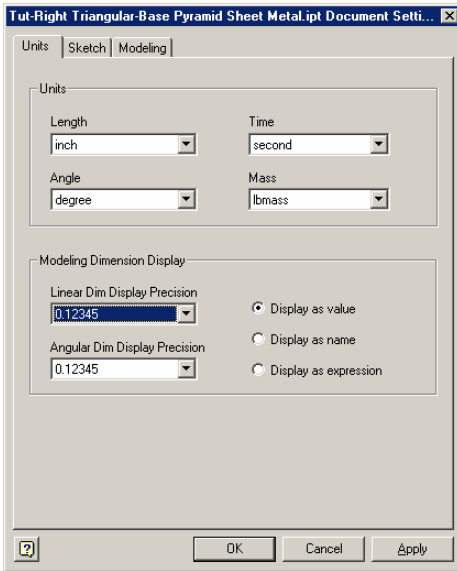 Tut-Right Triangular-Base Pyramid Sheet Metal.ipt Document Setti...
Units Sketch Modeling
Units
Length Time
inch second
Angle Mass
degree lbmass
Modeling Dimension Display
Linear Dim Display Precision
0.12345
Display as value
Display as name
Angular Dim Display Precision
0.12345
Display as expression
?
OK Cancel Apply